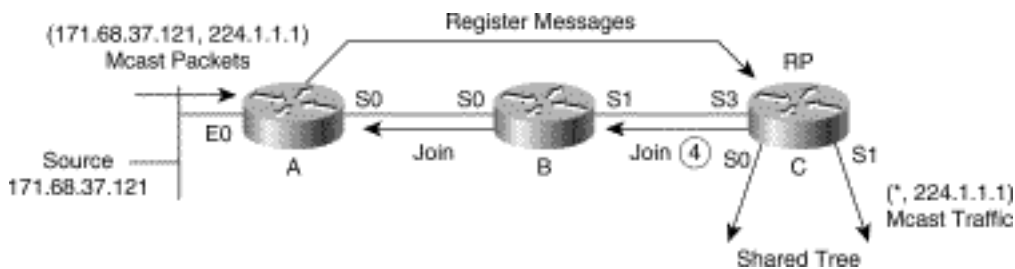 Register Messages
(171.68.37.121, 224.1.1.1)
Mcast Packets
RP
S0
S0
S1
S3
E0
Join
Join 4
S0
S1
A
B
C
Source
171.68.37.121
(*, 224.1.1.1)
Mcast Traffic
Shared Tree